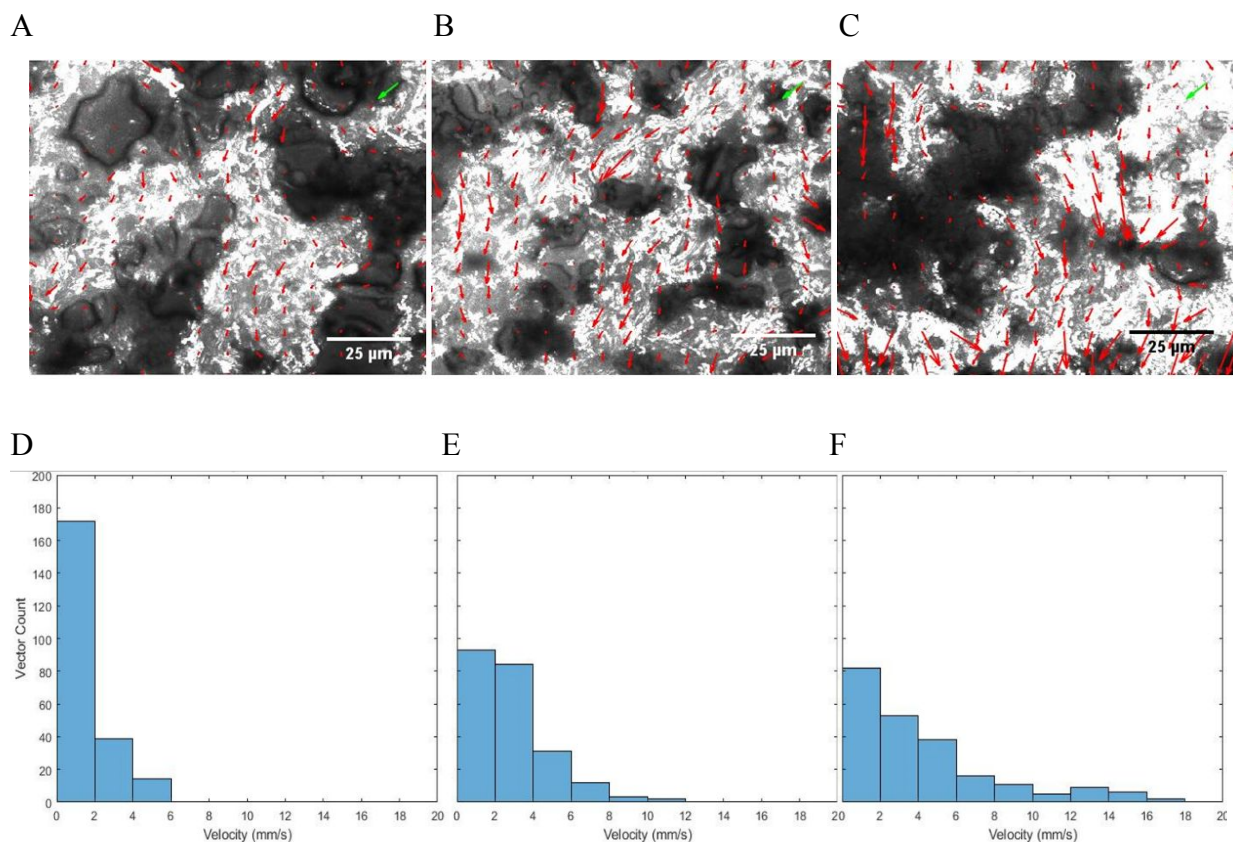 A B C
25 µm 25 µm 25 µm
D E F
200
180
160
140
120
100
80
60
40
20
0
Vector Count
0 2 4 6 8 10 12 14 16 18 20
Velocity (mm/s)
0 2 4 6 8 10 12 14 16 18 20
Velocity (mm/s)
2 4 6 8 10 12 14 16 18 20
Velocity (mm/s)